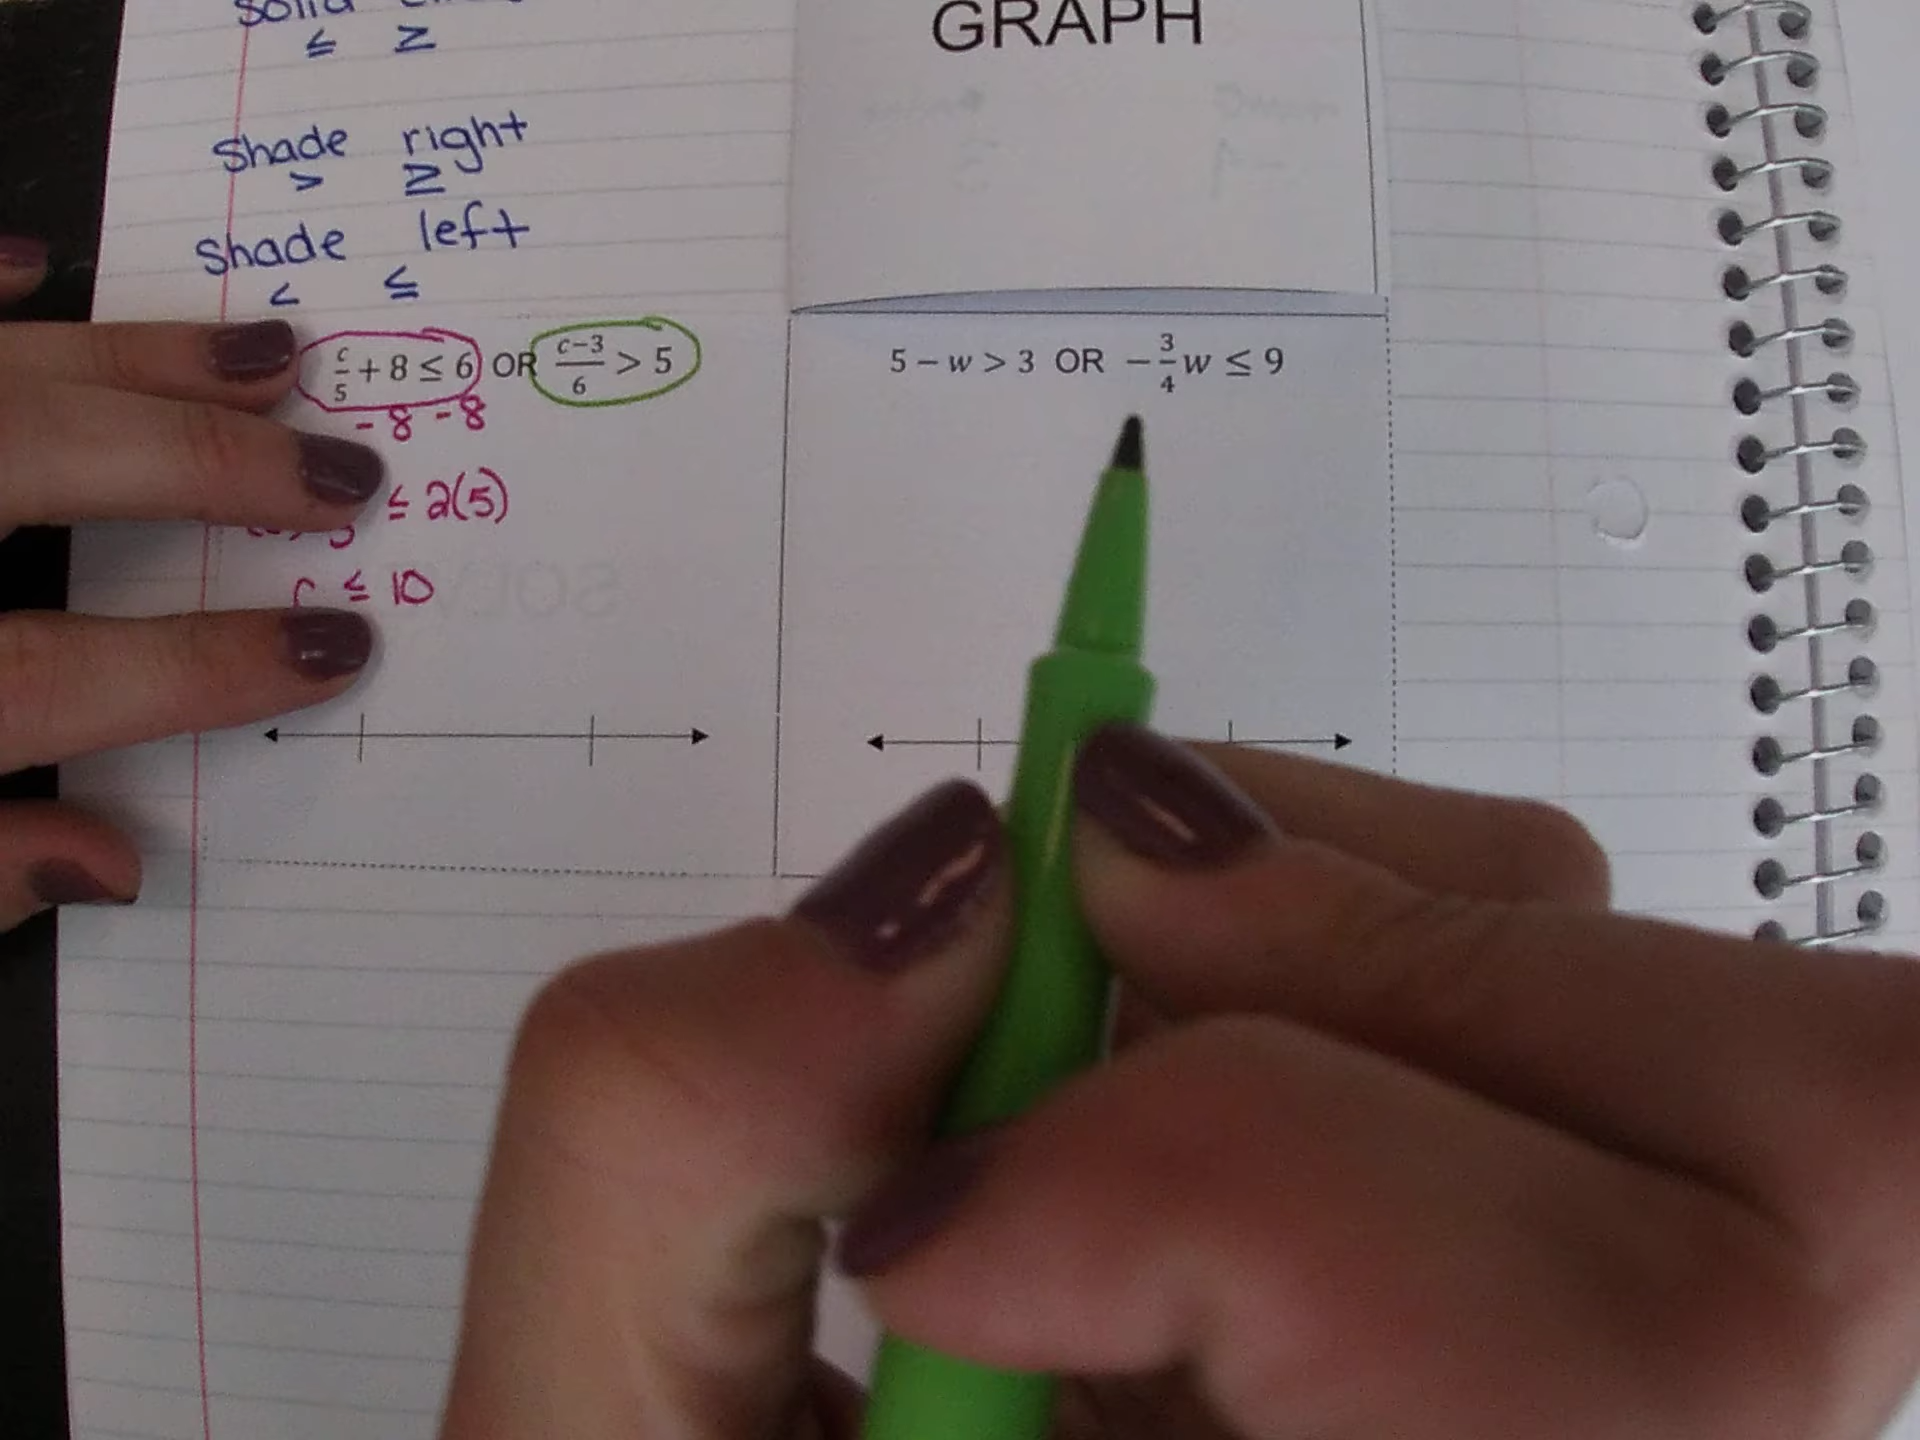 Solid
≤ ≥
GRAPH
Shade right
> ≥
Shade left
< ≤
c/5 + 8 ≤ 6 OR (c−3)/6 > 5
-8 -8
≤ 2(5)
c ≤ 10
5 − w > 3 OR −3/4 w ≤ 9